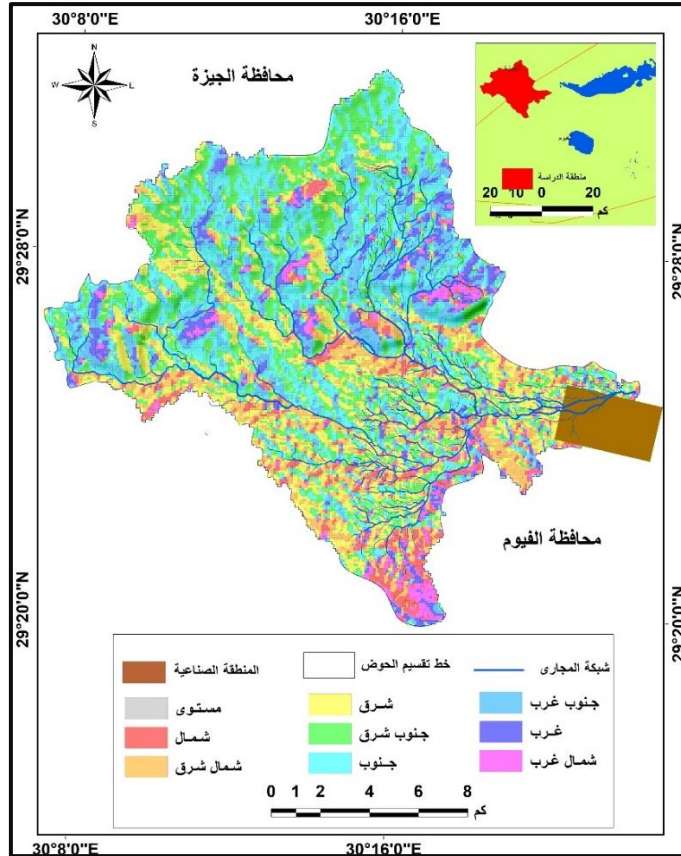 30°8'0"E
30°16'0"E
N
W
L
S
محافظة الجيزة
منطقة الدراسة
20 10 0 20
كم
29°28'0"N
29°28'0"N
محافظة الفيوم
29°20'0"N
29°20'0"N
شبكة المجارى
خط تقسيم الحوض
المنطقة الصناعية
جنوب غرب
شرق
مستوى
غرب
جنوب شرق
شمال
شمال غرب
جنوب
شمال شرق
0 1 2 4 6 8
كم
30°8'0"E
30°16'0"E